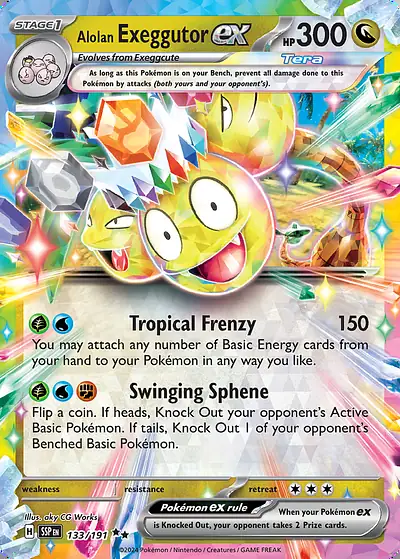 STAGE1
Alolan Exeggutor ex HP300
Evolves from Exeggcute Tera
As long as this Pokémon is on your Bench, prevent all damage done to this
Pokémon by attacks (both yours and your opponent's).
Tropical Frenzy 150
You may attach any number of Basic Energy cards from
your hand to your Pokémon in any way you like.
Swinging Sphene
Flip a coin. If heads, Knock Out your opponent's Active
Basic Pokémon. If tails, Knock Out 1 of your opponent's
Benched Basic Pokémon.
weakness resistance retreat
Illus. aky CG Works
H SSP EN 133/191
Pokémon ex rule
When your Pokémon ex
is Knocked Out, your opponent takes 2 Prize cards.
©2024 Pokémon / Nintendo / Creatures / GAME FREAK